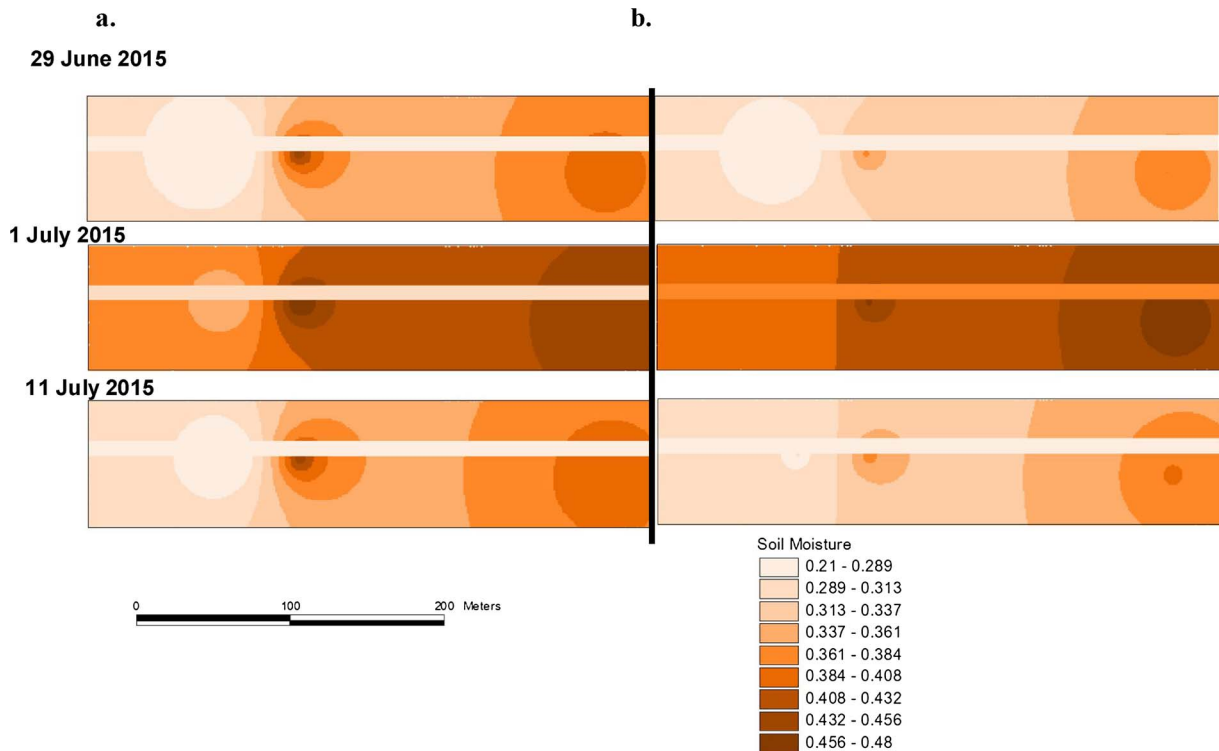 a. b.
29 June 2015
1 July 2015
11 July 2015
Soil Moisture
0.21 - 0.289
0.289 - 0.313
0.313 - 0.337
0.337 - 0.361
0.361 - 0.384
0.384 - 0.408
0.408 - 0.432
0.432 - 0.456
0.456 - 0.48
0 100 200 Meters